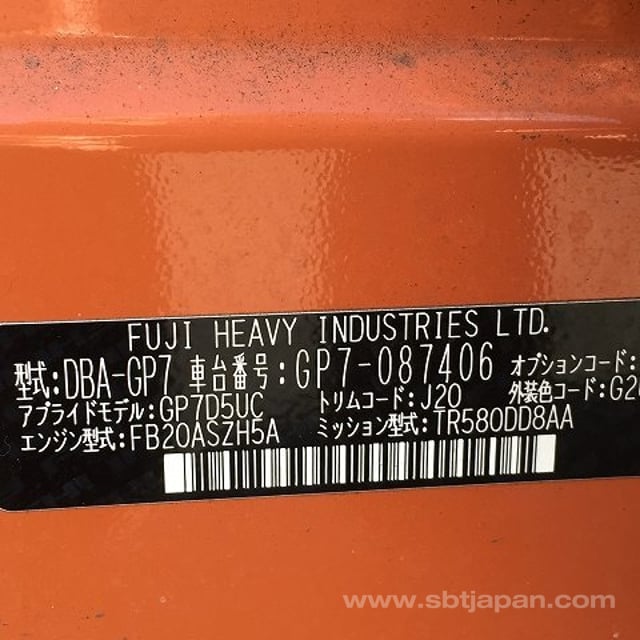 FUJI HEAVY INDUSTRIES LTD.
型式:DBA-GP7 車台番号:GP7-087406 オプションコード:
アプライドモデル:GP7D5UC トリムコード:J20 外装色コード:G2
エンジン型式:FB20ASZH5A ミッション型式:TR580DD8AA
www.sbtjapan.com